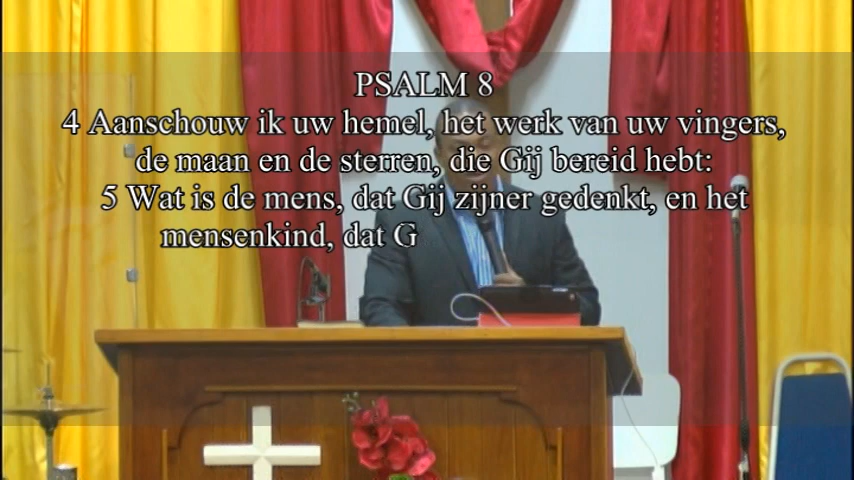 PSALM 8
4 Aanschouw ik uw hemel, het werk van uw vingers,
de maan en de sterren, die Gij bereid hebt:
5 Wat is de mens, dat Gij zijner gedenkt, en het
mensenkind, dat G